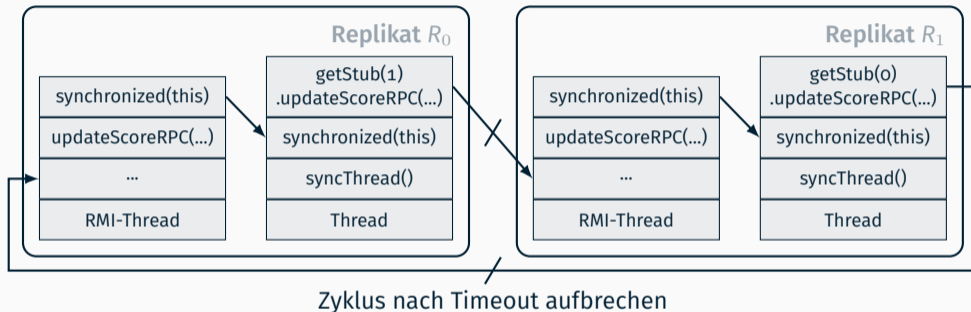 Replikat R₀
synchronized(this)
updateScoreRPC(...)
...
RMI-Thread
getStub(1)
.updateScoreRPC(...)
synchronized(this)
syncThread()
Thread
Replikat R₁
synchronized(this)
updateScoreRPC(...)
...
RMI-Thread
getStub(0)
.updateScoreRPC(...)
synchronized(this)
syncThread()
Thread
Zyklus nach Timeout aufbrechen